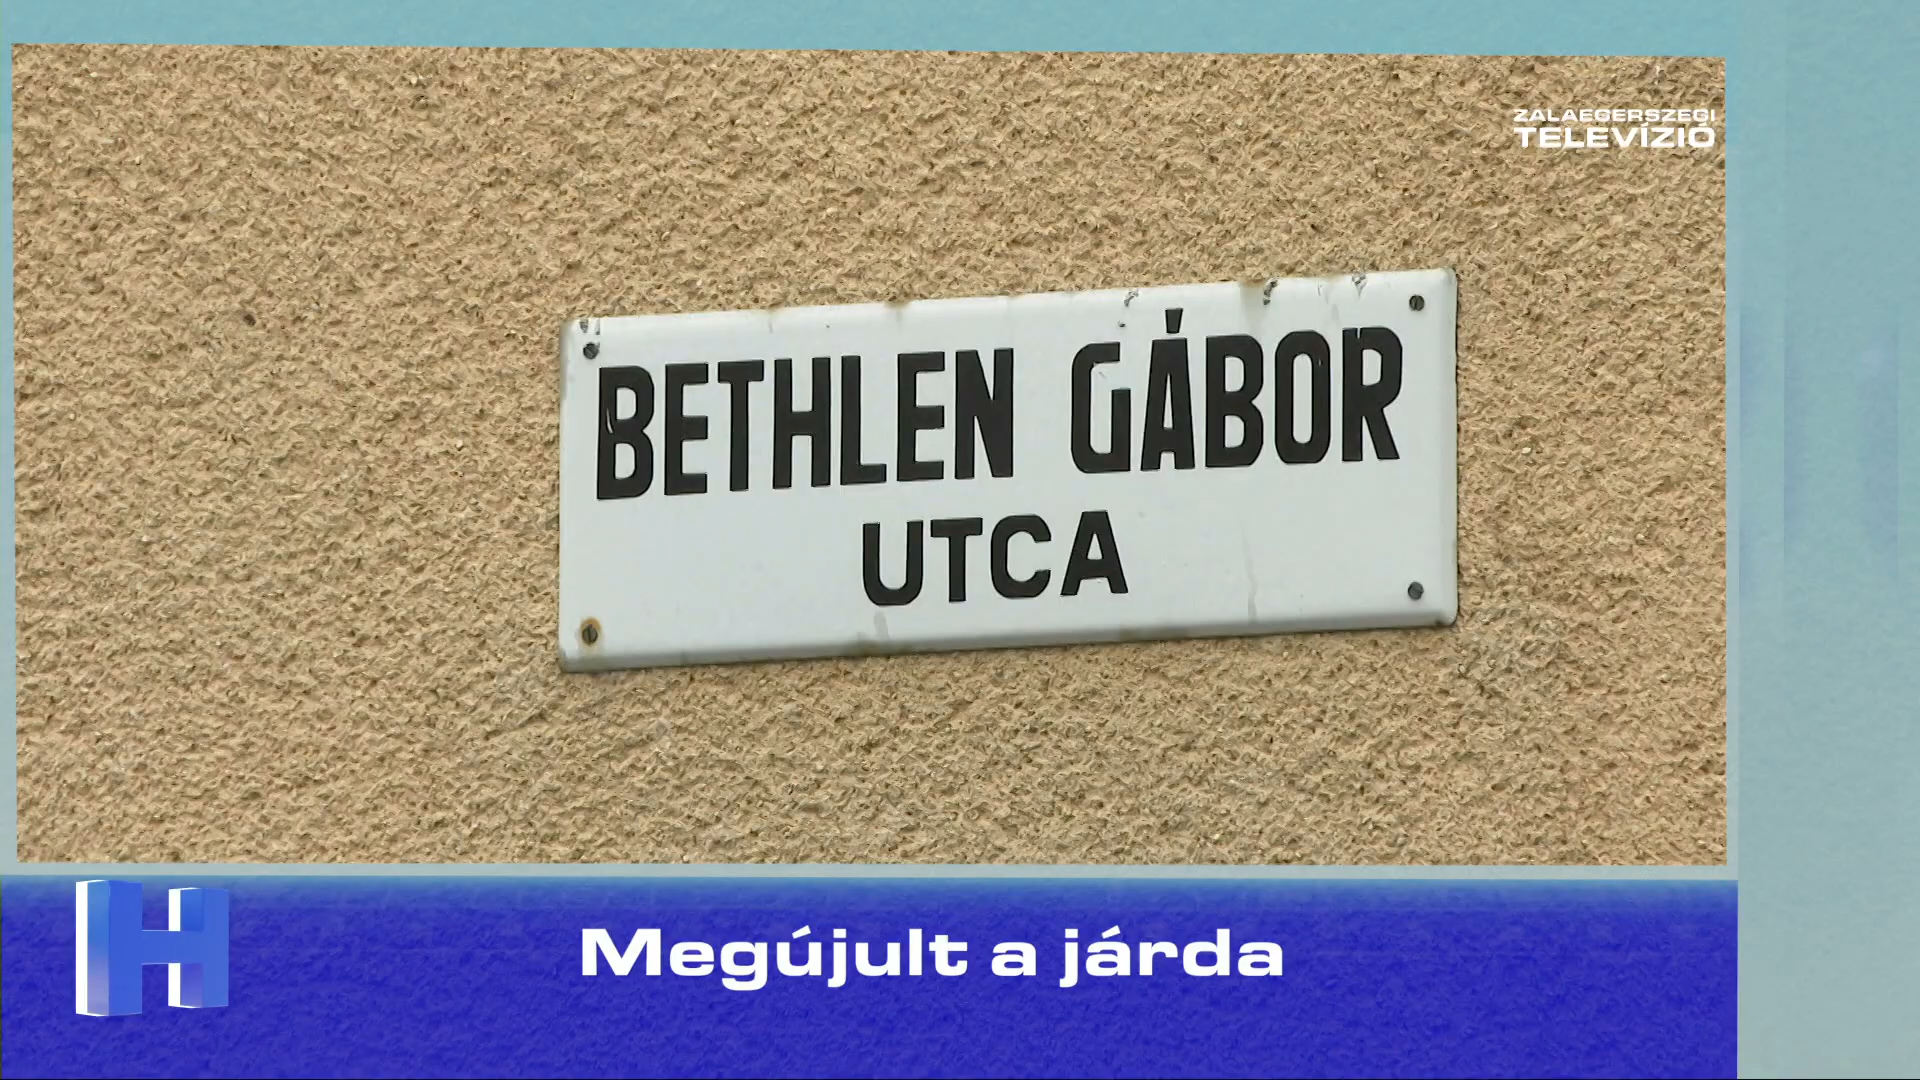 ZALAEGERSZEGI
TELEVÍZIÓ
BETHLEN GÁBOR
UTCA
H
Megújult a járda